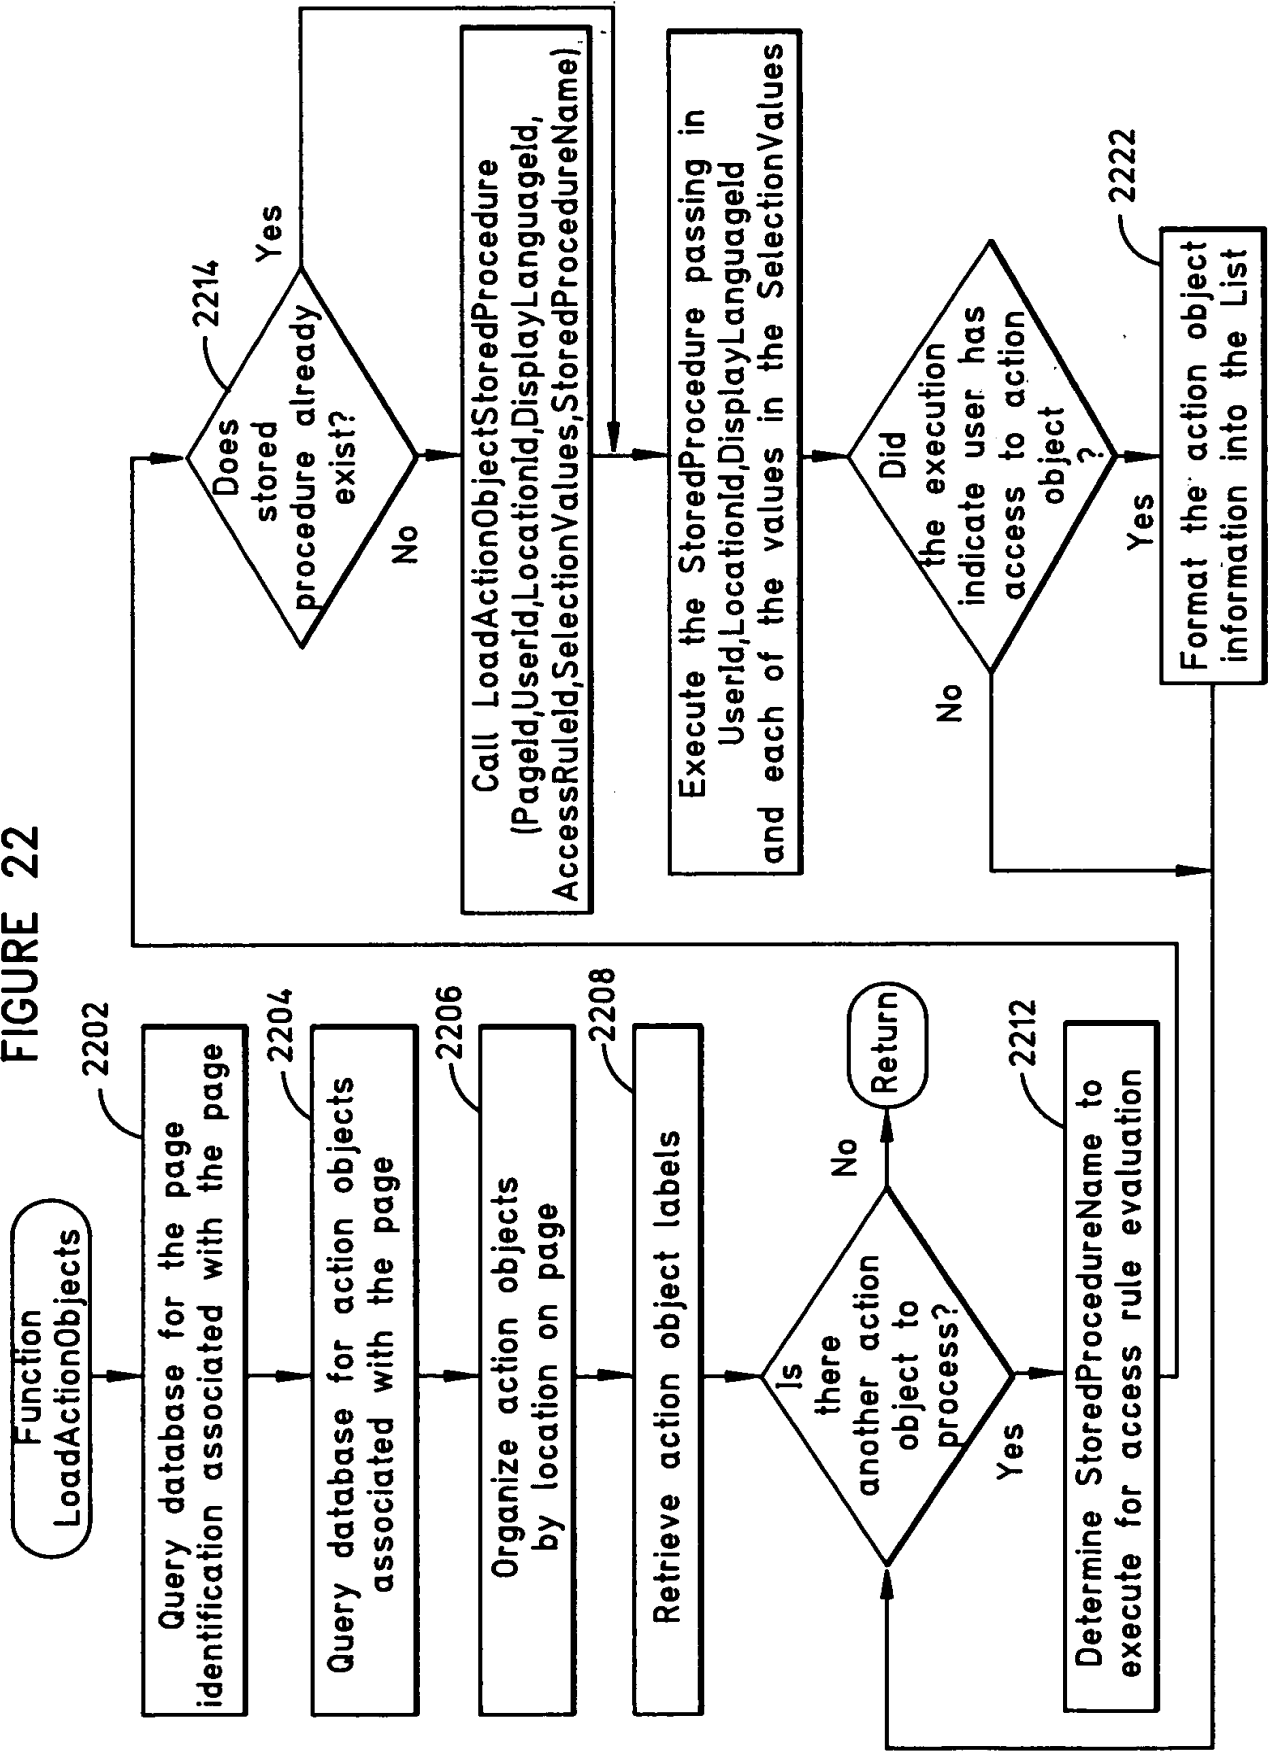 FIGURE 22
Function
LoadActionObjects
2202
Query database for the page
identification associated with the page
2204
Query database for action objects
associated with the page
2206
Organize action objects
by location on page
2208
Retrieve action object labels
Is
there
another action
object to
process?
No
Return
Yes
2212
Determine StoredProcedureName to
execute for access rule evaluation
2214
Does
stored
procedure already
exist?
Yes
No
Call LoadActionObjectStoredProcedure
(PageId,UserId,LocationId,DisplayLanguageId,
AccessRuleId,SelectionValues,StoredProcedureName)
Execute the StoredProcedure passing in
UserId,LocationId,DisplayLanguageId
and each of the values in the SelectionValues
Did
the execution
indicate user has
access to action
object
?
No
Yes
2222
Format the action object
information into the List